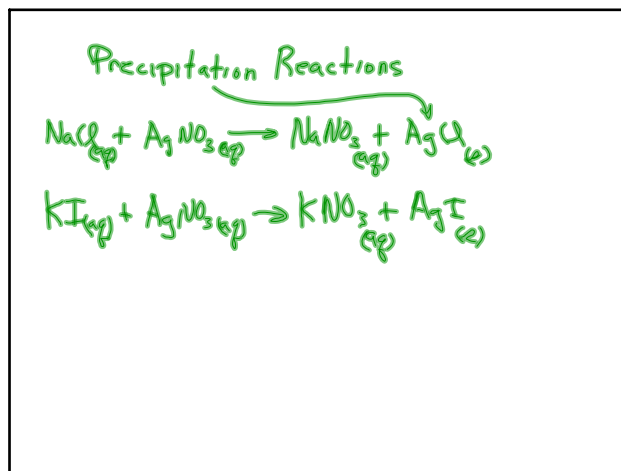 Precipitation Reactions
NaCl(aq) + AgNO3(aq) → NaNO3(aq) + AgCl(l)
KI(aq) + AgNO3(aq) → KNO3(aq) + AgI(l)